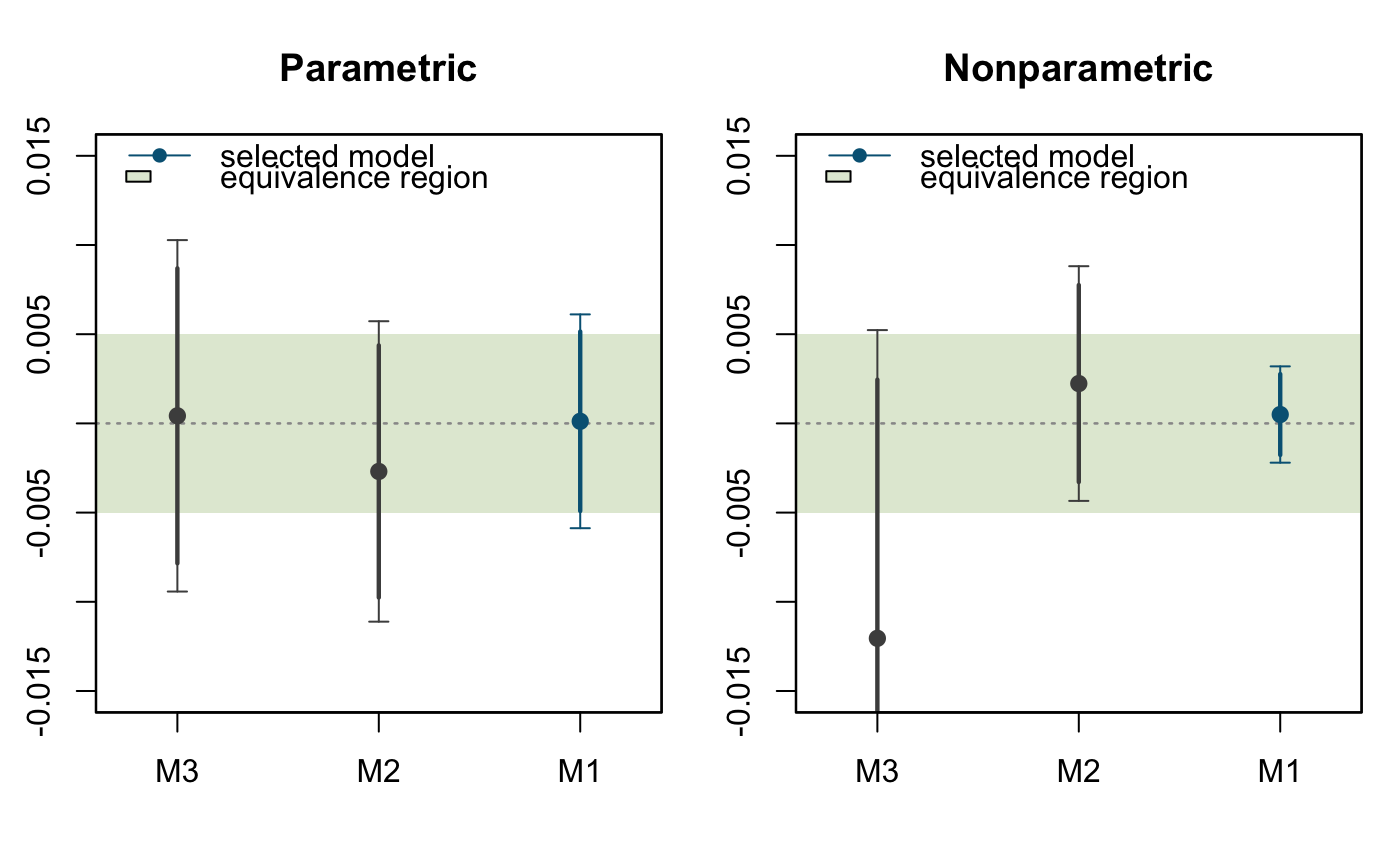 Parametric
selected model
equivalence region
0.015
0.005
-0.005
-0.015
M3 M2 M1
Nonparametric
selected model
equivalence region
0.015
0.005
-0.005
-0.015
M3 M2 M1